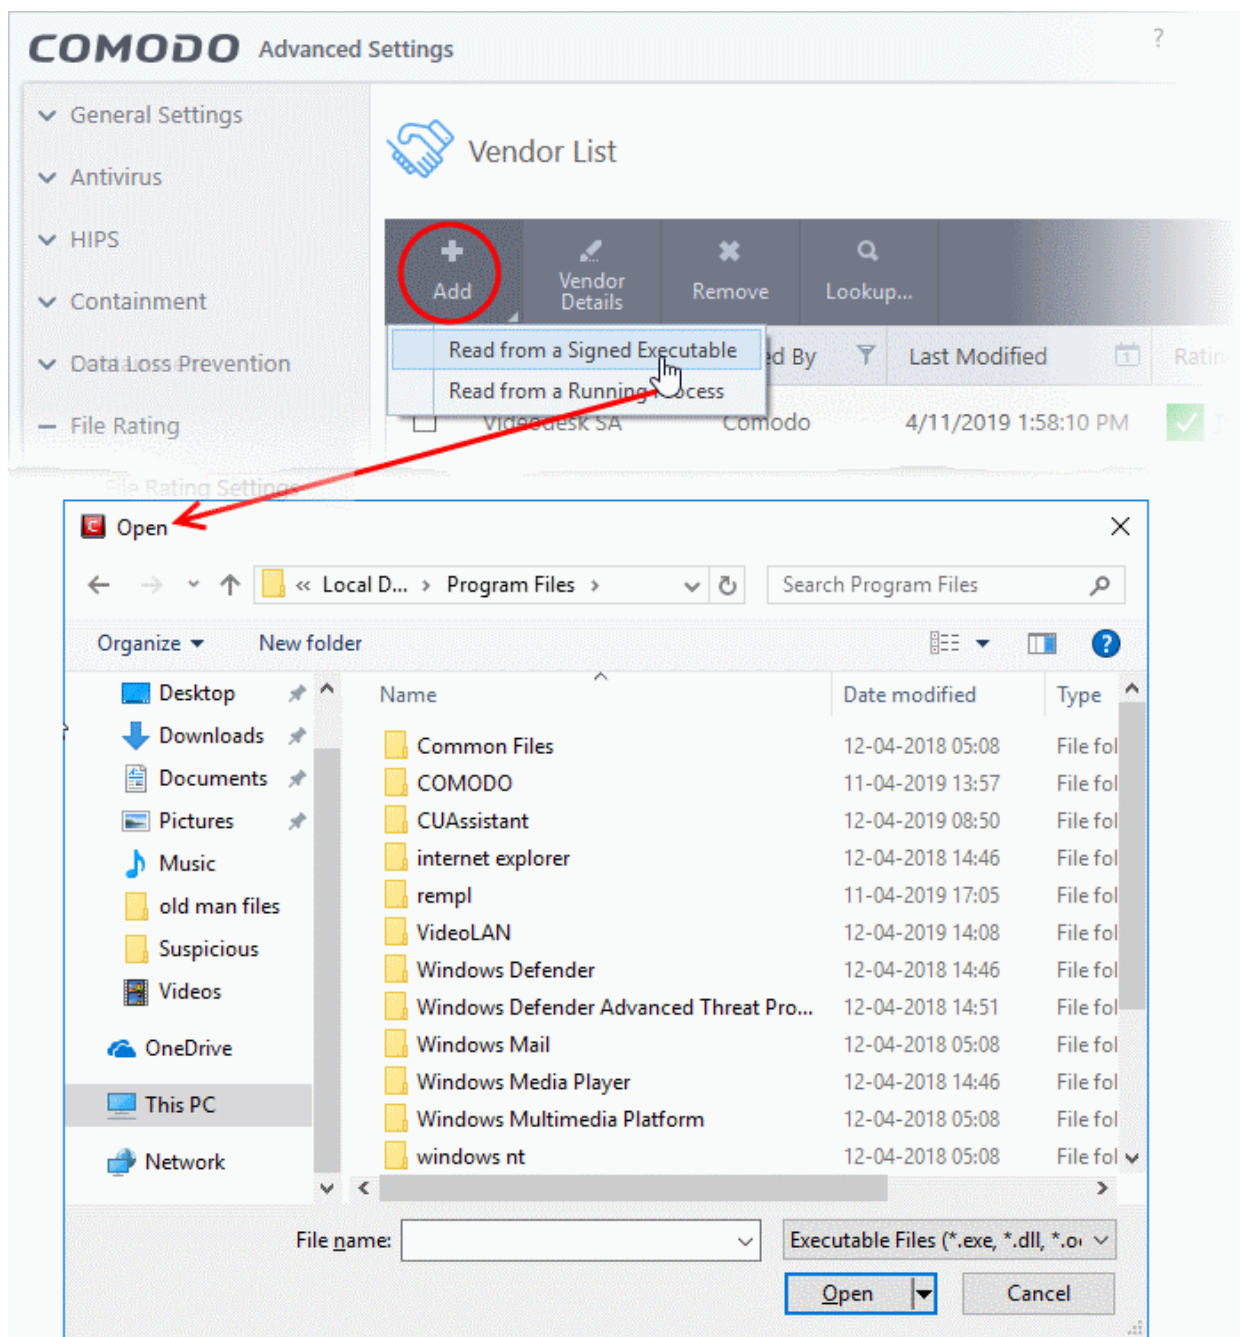 COMODO Advanced Settings ?
General Settings
Antivirus
HIPS
Containment
Data Loss Prevention
File Rating
File Rating Settings
Vendor List
Add
Vendor Details
Remove
Lookup...
Read from a Signed Executable
Read from a Running Process
ed By
Last Modified
1
Ratin
Videodesk SA Comodo 4/11/2019 1:58:10 PM
C Open
« Local D... › Program Files ›
Search Program Files
Organize New folder ?
Desktop
Downloads
Documents
Pictures
Music
old man files
Suspicious
Videos
OneDrive
This PC
Network
Name Date modified Type
Common Files 12-04-2018 05:08 File fol
COMODO 11-04-2019 13:57 File fol
CUAssistant 12-04-2019 08:50 File fol
internet explorer 12-04-2018 14:46 File fol
rempl 11-04-2019 17:05 File fol
VideoLAN 12-04-2019 14:08 File fol
Windows Defender 12-04-2018 14:46 File fol
Windows Defender Advanced Threat Pro... 12-04-2018 14:51 File fol
Windows Mail 12-04-2018 05:08 File fol
Windows Media Player 12-04-2018 14:46 File fol
Windows Multimedia Platform 12-04-2018 05:08 File fol
windows nt 12-04-2018 05:08 File fol
File name:
Executable Files (*.exe, *.dll, *.o
Open
Cancel